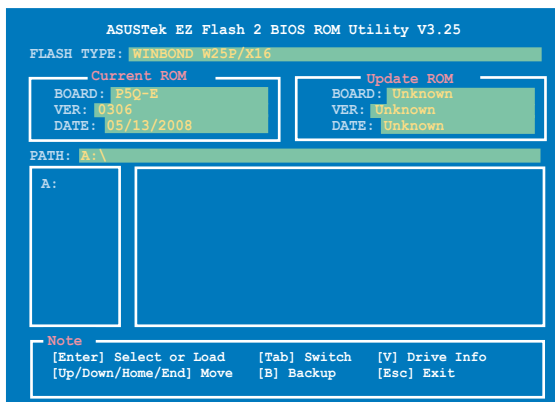 ASUSTek EZ Flash 2 BIOS ROM Utility V3.25
FLASH TYPE: WINBOND W25P/X16
Current ROM
BOARD: P5Q-E
VER: 0306
DATE: 05/13/2008
Update ROM
BOARD: Unknown
VER: Unknown
DATE: Unknown
PATH: A:\
A:
Note
[Enter] Select or Load [Tab] Switch [V] Drive Info
[Up/Down/Home/End] Move [B] Backup [Esc] Exit